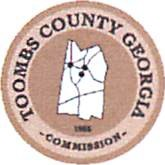 TOOMBS COUNTY GEORGIA
1905
- COMMISSION -